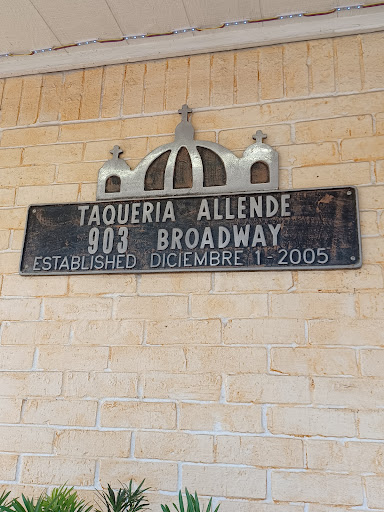 TAQUERIA ALLENDE
903 BROADWAY
ESTABLISHED DICIEMBRE 1-2005